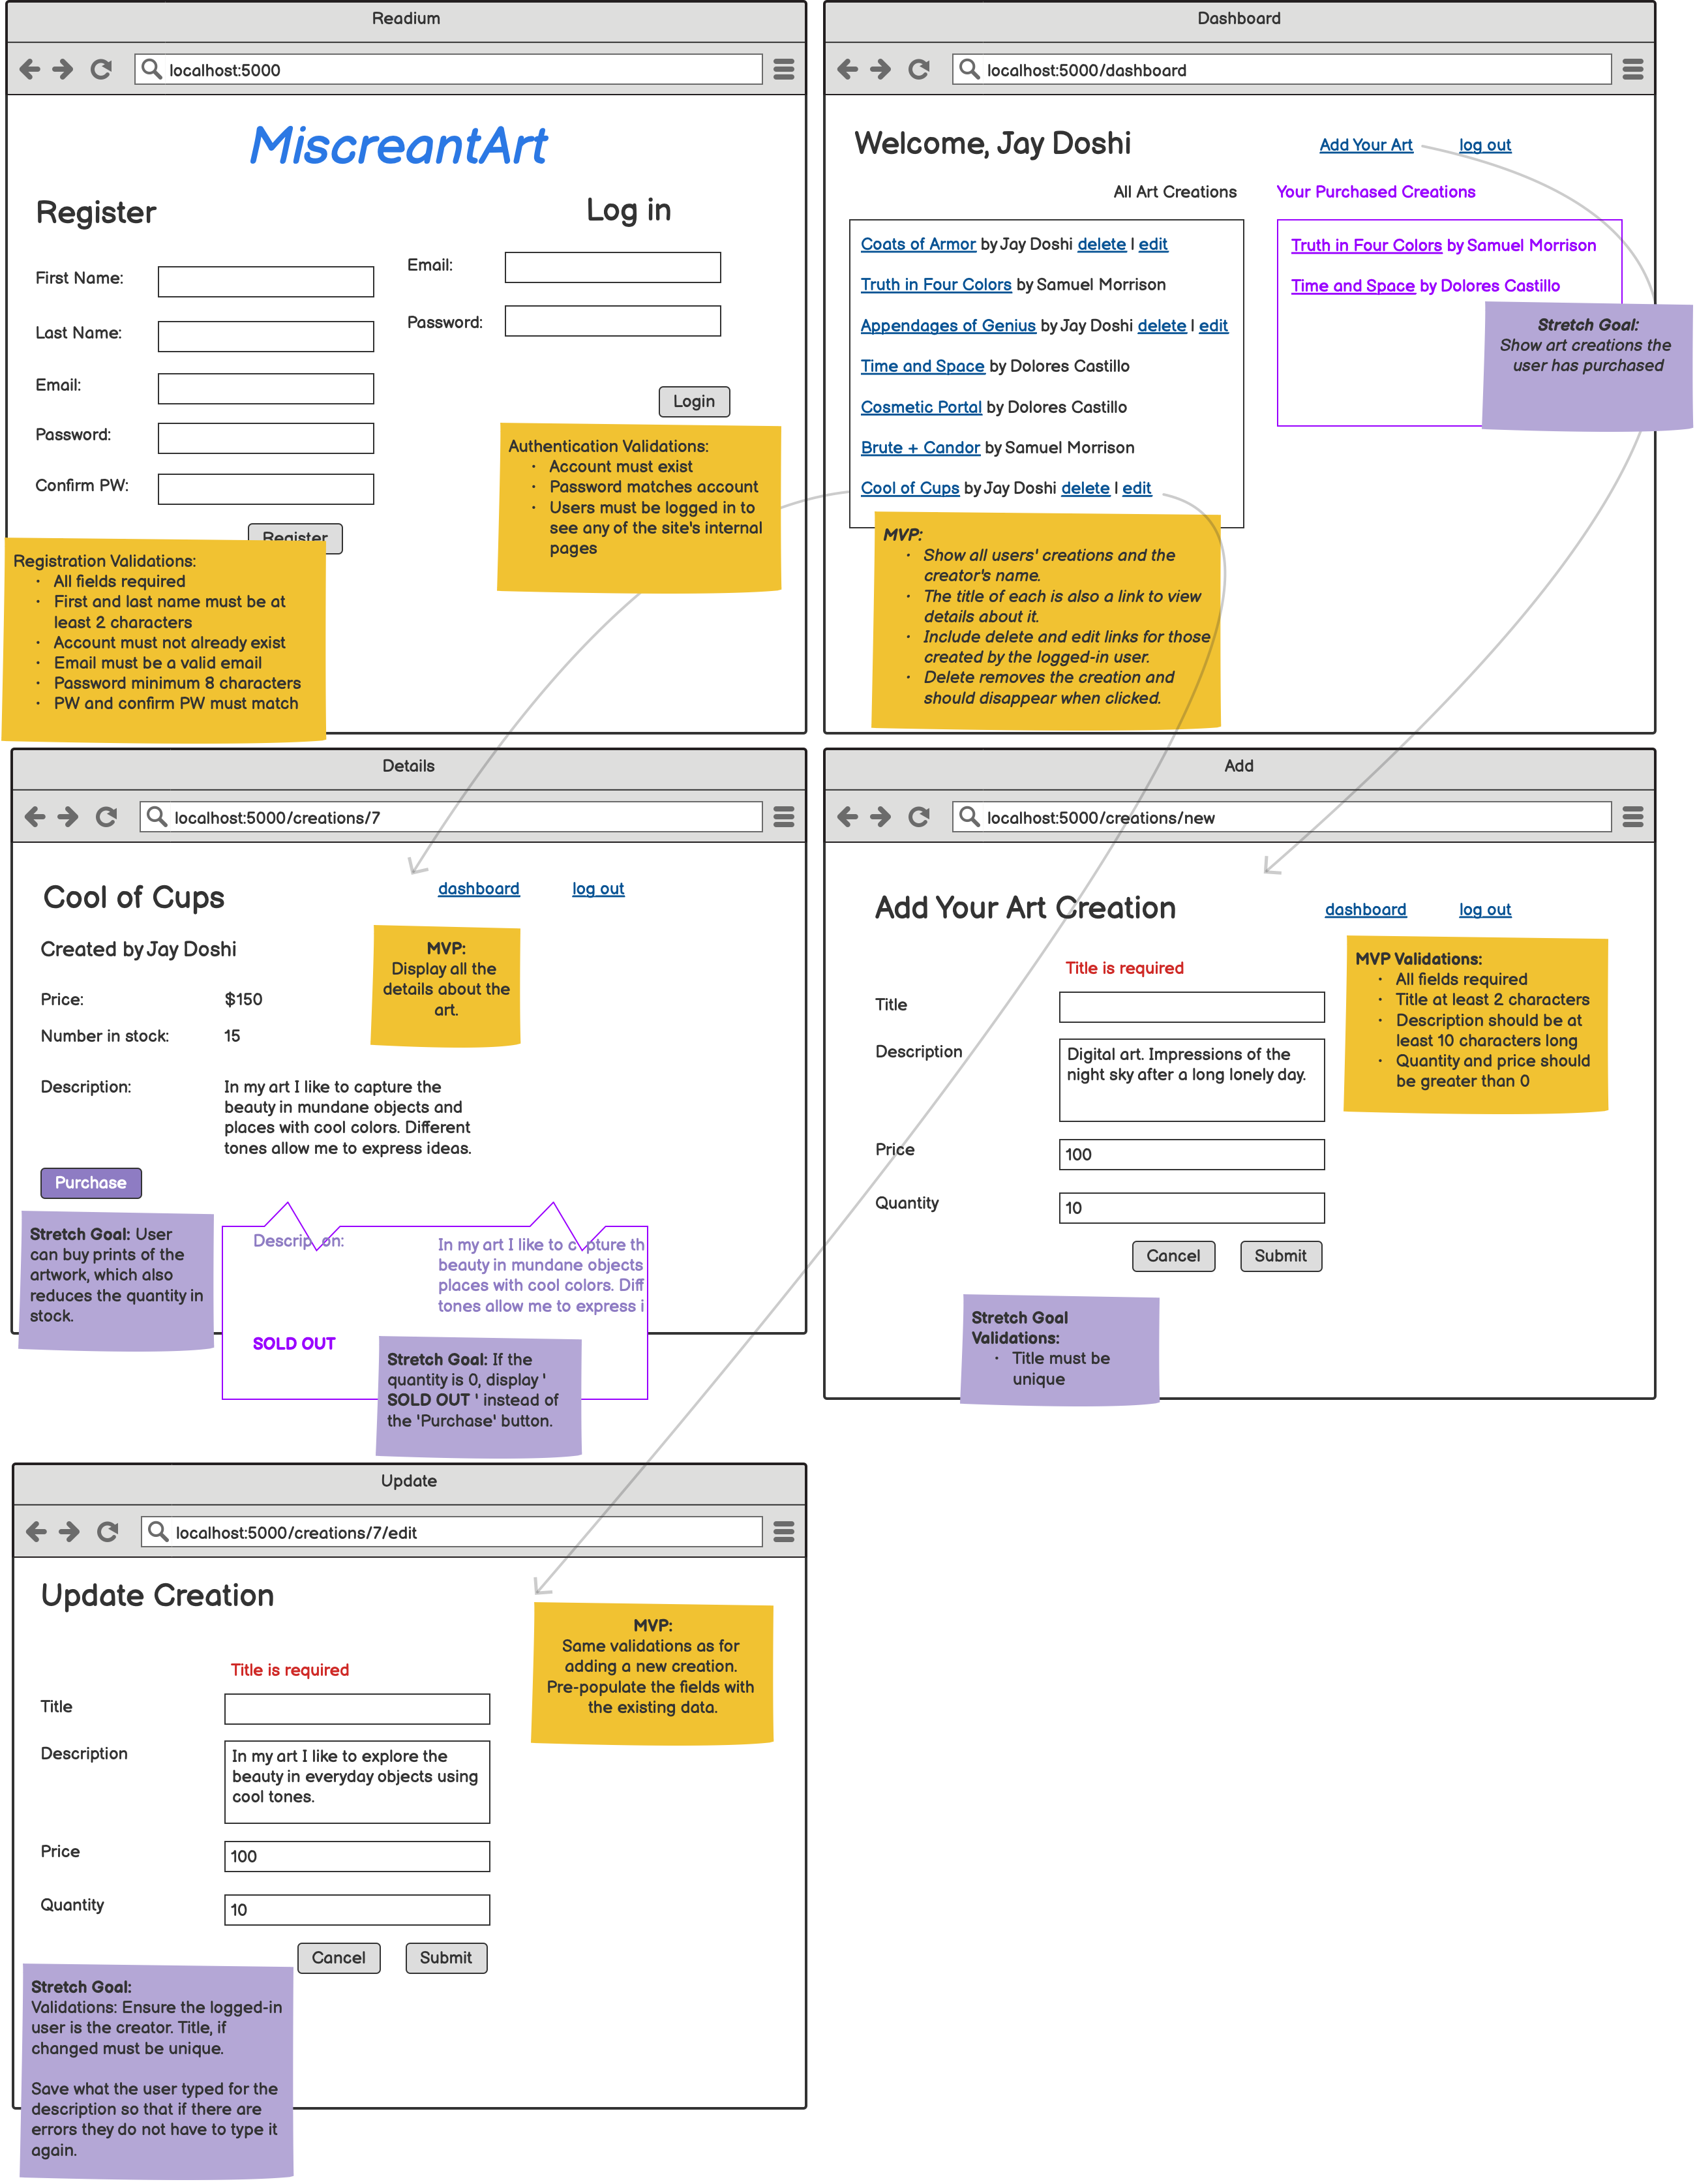 Readium
localhost:5000
MiscreantArt
Register
Log in
First Name:
Last Name:
Email:
Password:
Confirm PW:
Register
Email:
Password:
Login
Authentication Validations:
· Account must exist
· Password matches account
· Users must be logged in to
see any of the site's internal
pages
Registration Validations:
· All fields required
· First and last name must be at
least 2 characters
· Account must not already exist
· Email must be a valid email
· Password minimum 8 characters
· PW and confirm PW must match
Dashboard
localhost:5000/dashboard
Welcome, Jay Doshi
Add Your Art
log out
All Art Creations
Your Purchased Creations
Coats of Armor by Jay Doshi delete | edit
Truth in Four Colors by Samuel Morrison
Appendages of Genius by Jay Doshi delete | edit
Time and Space by Dolores Castillo
Cosmetic Portal by Dolores Castillo
Brute + Candor by Samuel Morrison
Cool of Cups by Jay Doshi delete | edit
Truth in Four Colors by Samuel Morrison
Time and Space by Dolores Castillo
Stretch Goal:
Show art creations the
user has purchased
MVP:
· Show all users' creations and the
creator's name.
· The title of each is also a link to view
details about it.
· Include delete and edit links for those
created by the logged-in user.
· Delete removes the creation and
should disappear when clicked.
Details
localhost:5000/creations/7
Cool of Cups
dashboard
log out
Created by Jay Doshi
MVP:
Display all the
details about the
art.
Price: $150
Number in stock: 15
Description: In my art I like to capture the
beauty in mundane objects and
places with cool colors. Different
tones allow me to express ideas.
Purchase
Stretch Goal: User
can buy prints of the
artwork, which also
reduces the quantity in
stock.
Description:
In my art I like to capture th
beauty in mundane objects
places with cool colors. Diff
tones allow me to express i
SOLD OUT
Stretch Goal: If the
quantity is 0, display '
SOLD OUT ' instead of
the 'Purchase' button.
Add
localhost:5000/creations/new
Add Your Art Creation
dashboard
log out
Title is required
Title
Description
Digital art. Impressions of the
night sky after a long lonely day.
Price
100
Quantity
10
Cancel
Submit
MVP Validations:
· All fields required
· Title at least 2 characters
· Description should be at
least 10 characters long
· Quantity and price should
be greater than 0
Stretch Goal
Validations:
· Title must be
unique
Update
localhost:5000/creations/7/edit
Update Creation
MVP:
Same validations as for
adding a new creation.
Pre-populate the fields with
the existing data.
Title is required
Title
Description
In my art I like to explore the
beauty in everyday objects using
cool tones.
Price
100
Quantity
10
Cancel
Submit
Stretch Goal:
Validations: Ensure the logged-in
user is the creator. Title, if
changed must be unique.
Save what the user typed for the
description so that if there are
errors they do not have to type it
again.